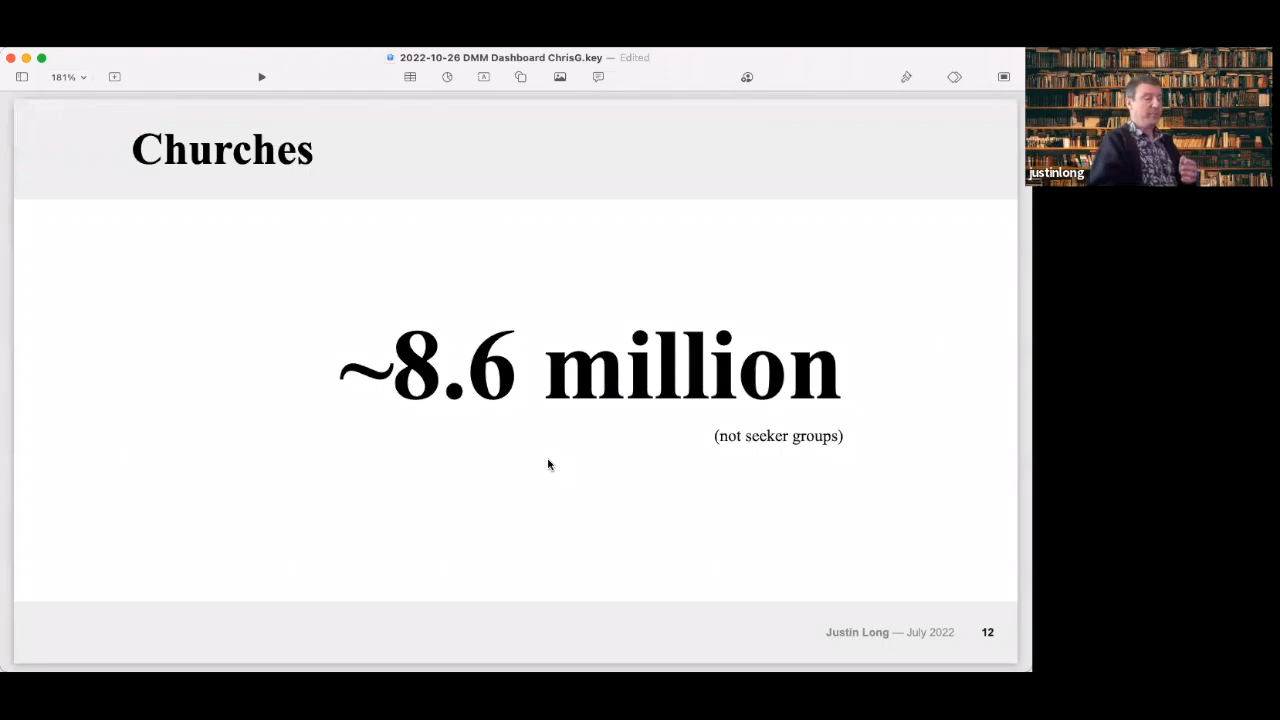 2022-10-26 DMM Dashboard ChrisG.key — Edited
181%
Churches
~8.6 million
(not seeker groups)
Justin Long — July 2022 12
justinlong